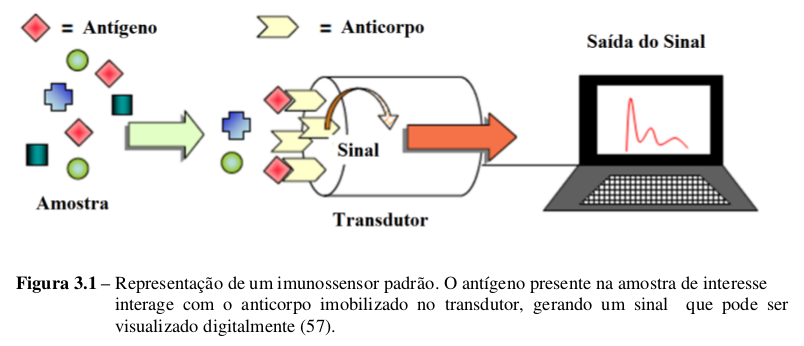 = Antígeno
= Anticorpo
Saída do Sinal
Sinal
Amostra
Transdutor
Figura 3.1 – Representação de um imunossensor padrão. O antígeno presente na amostra de interesse
interage com o anticorpo imobilizado no transdutor, gerando um sinal que pode ser
visualizado digitalmente (57).